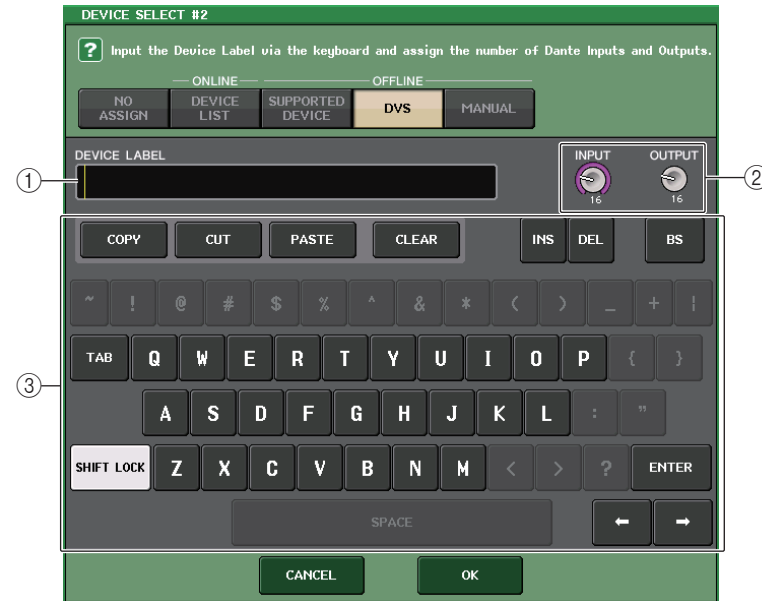 DEVICE SELECT #2
? Input the Device Label via the keyboard and assign the number of Dante Inputs and Outputs.
ONLINE OFFLINE
NO ASSIGN DEVICE LIST SUPPORTED DEVICE DVS MANUAL
DEVICE LABEL INPUT OUTPUT
① ②
16 16
COPY CUT PASTE CLEAR INS DEL BS
~ ! @ # $ % ^ & * ( ) _ + ¦
TAB Q W E R T Y U I O P { }
③
A S D F G H J K L : "
SHIFT LOCK Z X C V B N M < > ? ENTER
SPACE ← →
CANCEL OK